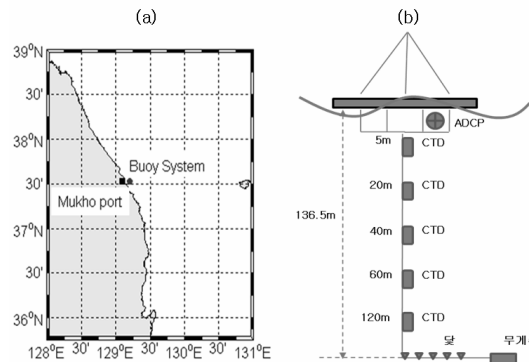 (a)
39°N
30'
38°N
30'
37°N
30'
36°N
128°E 30' 129°E 30' 130°E 30' 131°E
Buoy System
Mukho port
(b)
ADCP
5m CTD
20m CTD
40m CTD
60m CTD
120m CTD
136.5m
닻
무게